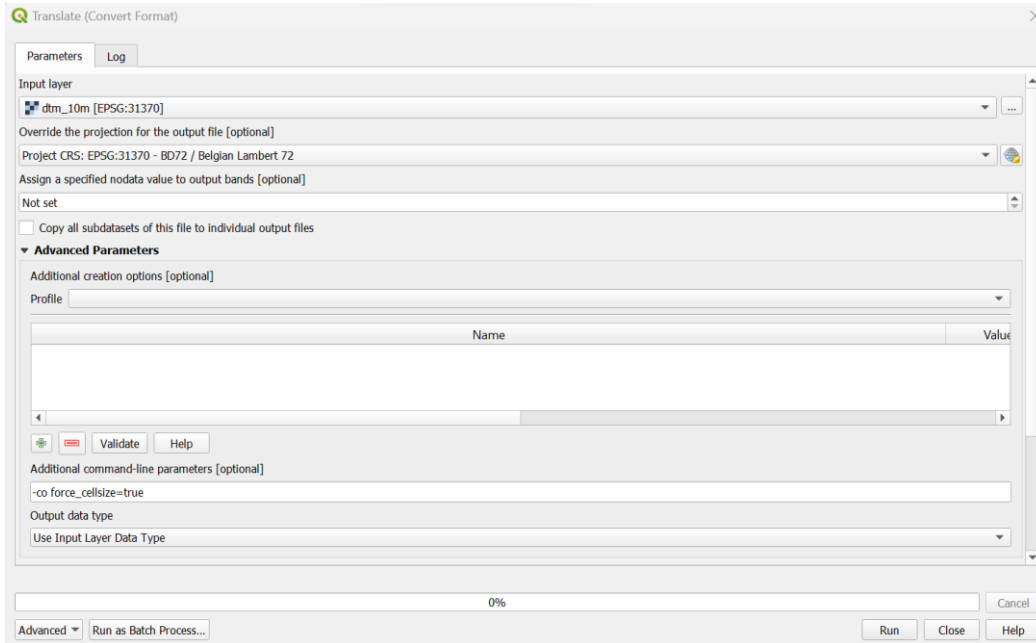 Translate (Convert Format)
Parameters Log
Input layer
dtm_10m [EPSG:31370]
...
Override the projection for the output file [optional]
Project CRS: EPSG:31370 - BD72 / Belgian Lambert 72
Assign a specified nodata value to output bands [optional]
Not set
Copy all subdatasets of this file to individual output files
Advanced Parameters
Additional creation options [optional]
Profile
Name Value
Validate Help
Additional command-line parameters [optional]
-co force_cellsize=true
Output data type
Use Input Layer Data Type
0% Cancel
Advanced Run as Batch Process... Run Close Help